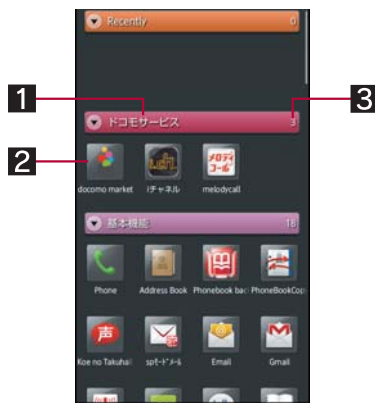 Recently 0
1
3
ドコモサービス 3
2
メロディ
コール
docomo market iチャネル melodycall
基本機能 18
Phone Address Book Phonebook bac PhoneBookCop
声
Koe no Takuhai spモードメール Email Gmail